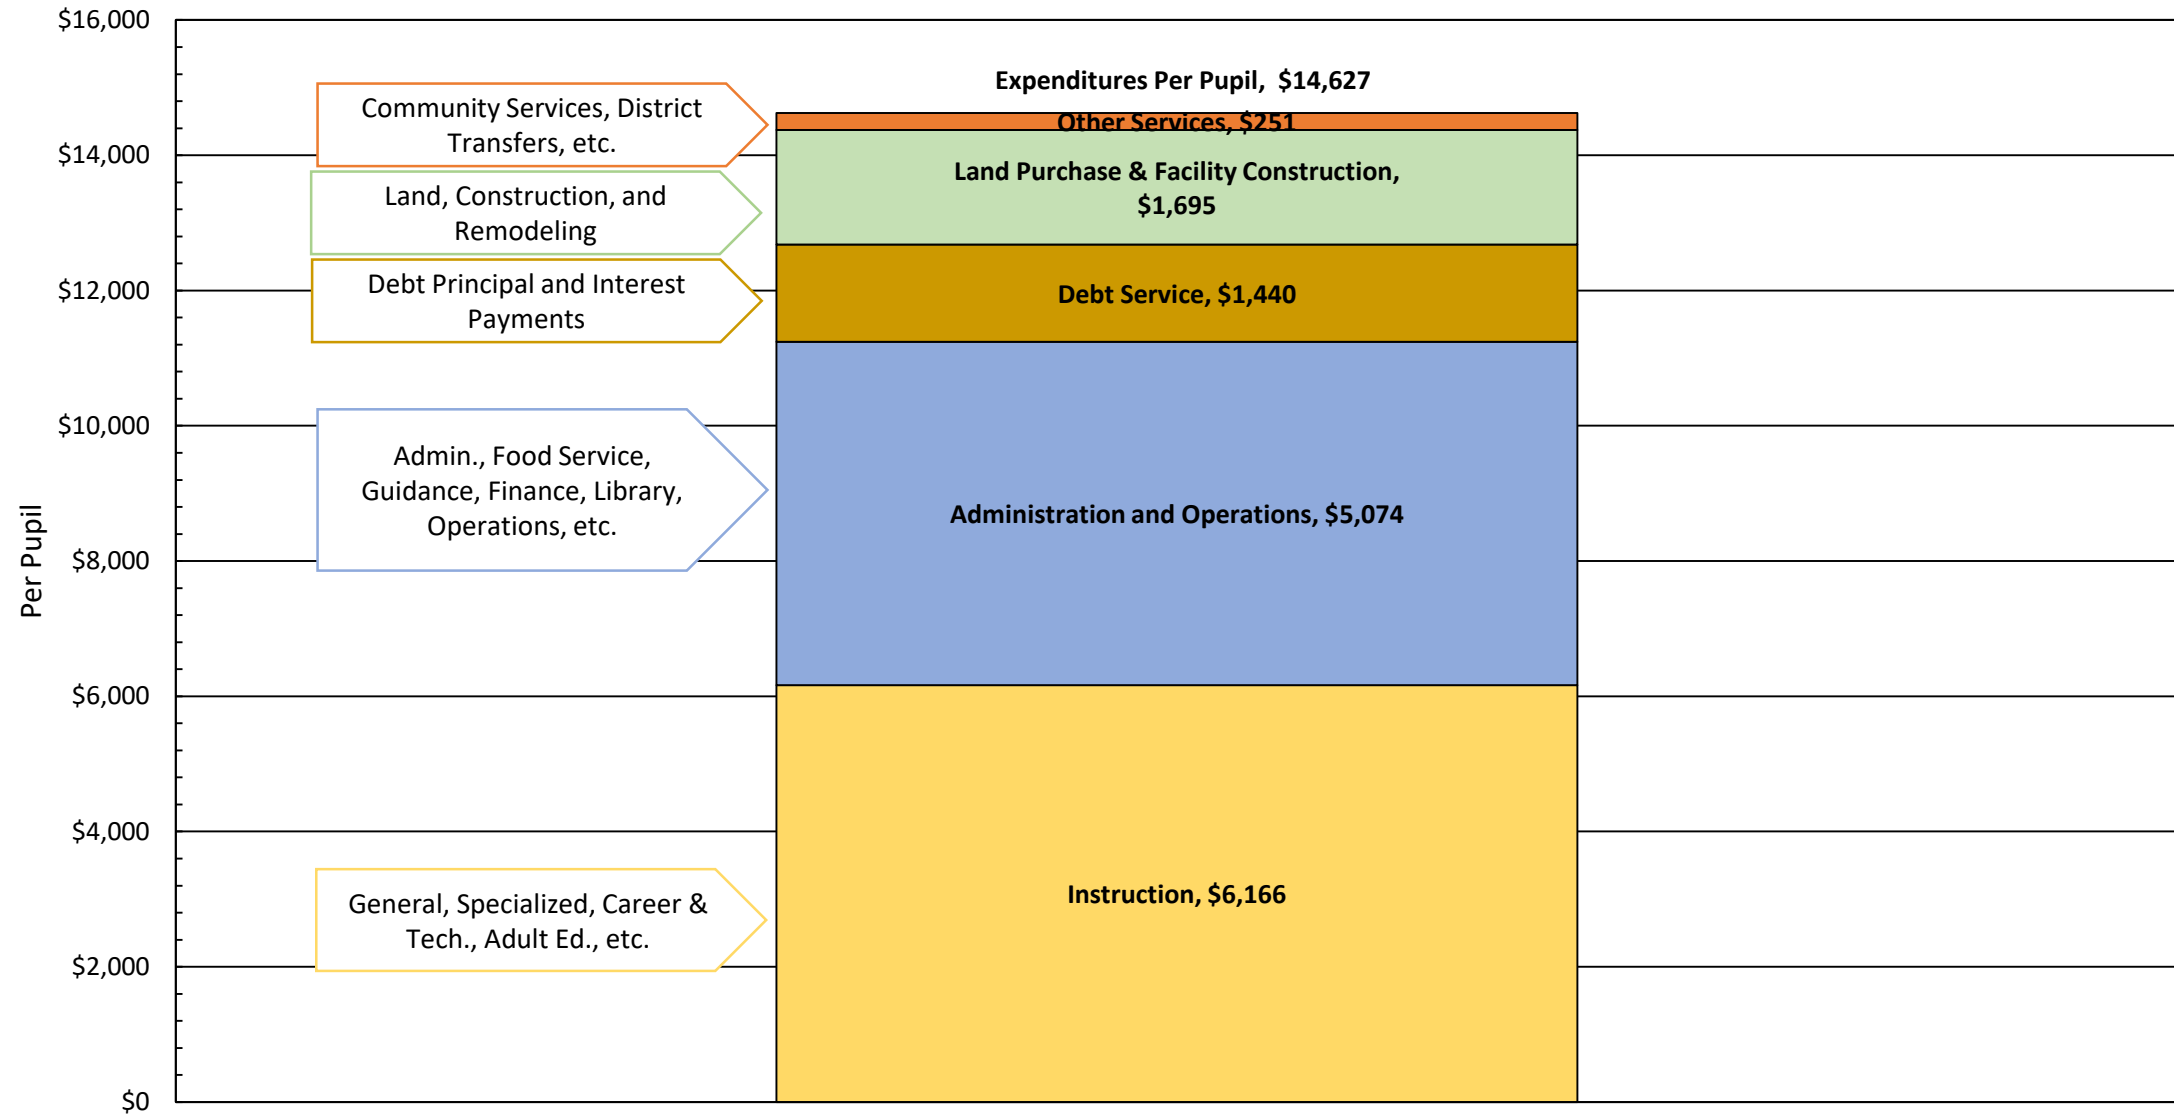 $16,000
Expenditures Per Pupil,  $14,627
Community Services, District
Transfers, etc.
Other Services, $251
$14,000
Land Purchase & Facility Construction,
$1,695
Land, Construction, and
Remodeling
$12,000
Debt Principal and Interest
Payments
Debt Service, $1,440
$10,000
Admin., Food Service,
Guidance, Finance, Library,
Operations, etc.
Administration and Operations, $5,074
Per Pupil
$8,000
$6,000
$4,000
General, Specialized, Career &
Tech., Adult Ed., etc.
Instruction, $6,166
$2,000
$0